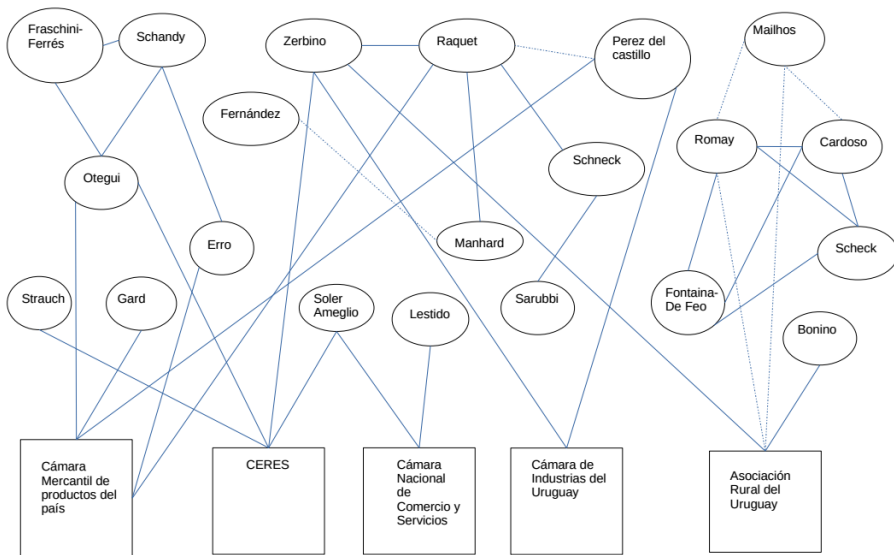 Fraschini-
Ferrés
Schandy
Zerbino
Raquet
Perez del
castillo
Mailhos
Fernández
Romay
Cardoso
Schneck
Otegui
Erro
Manhard
Scheck
Strauch
Gard
Soler
Ameglio
Lestido
Sarubbi
Fontaina-
De Feo
Bonino
Cámara
Mercantil de
productos del
país
CERES
Cámara
Nacional
de
Comercio y
Servicios
Cámara de
Industrias del
Uruguay
Asociación
Rural del
Uruguay